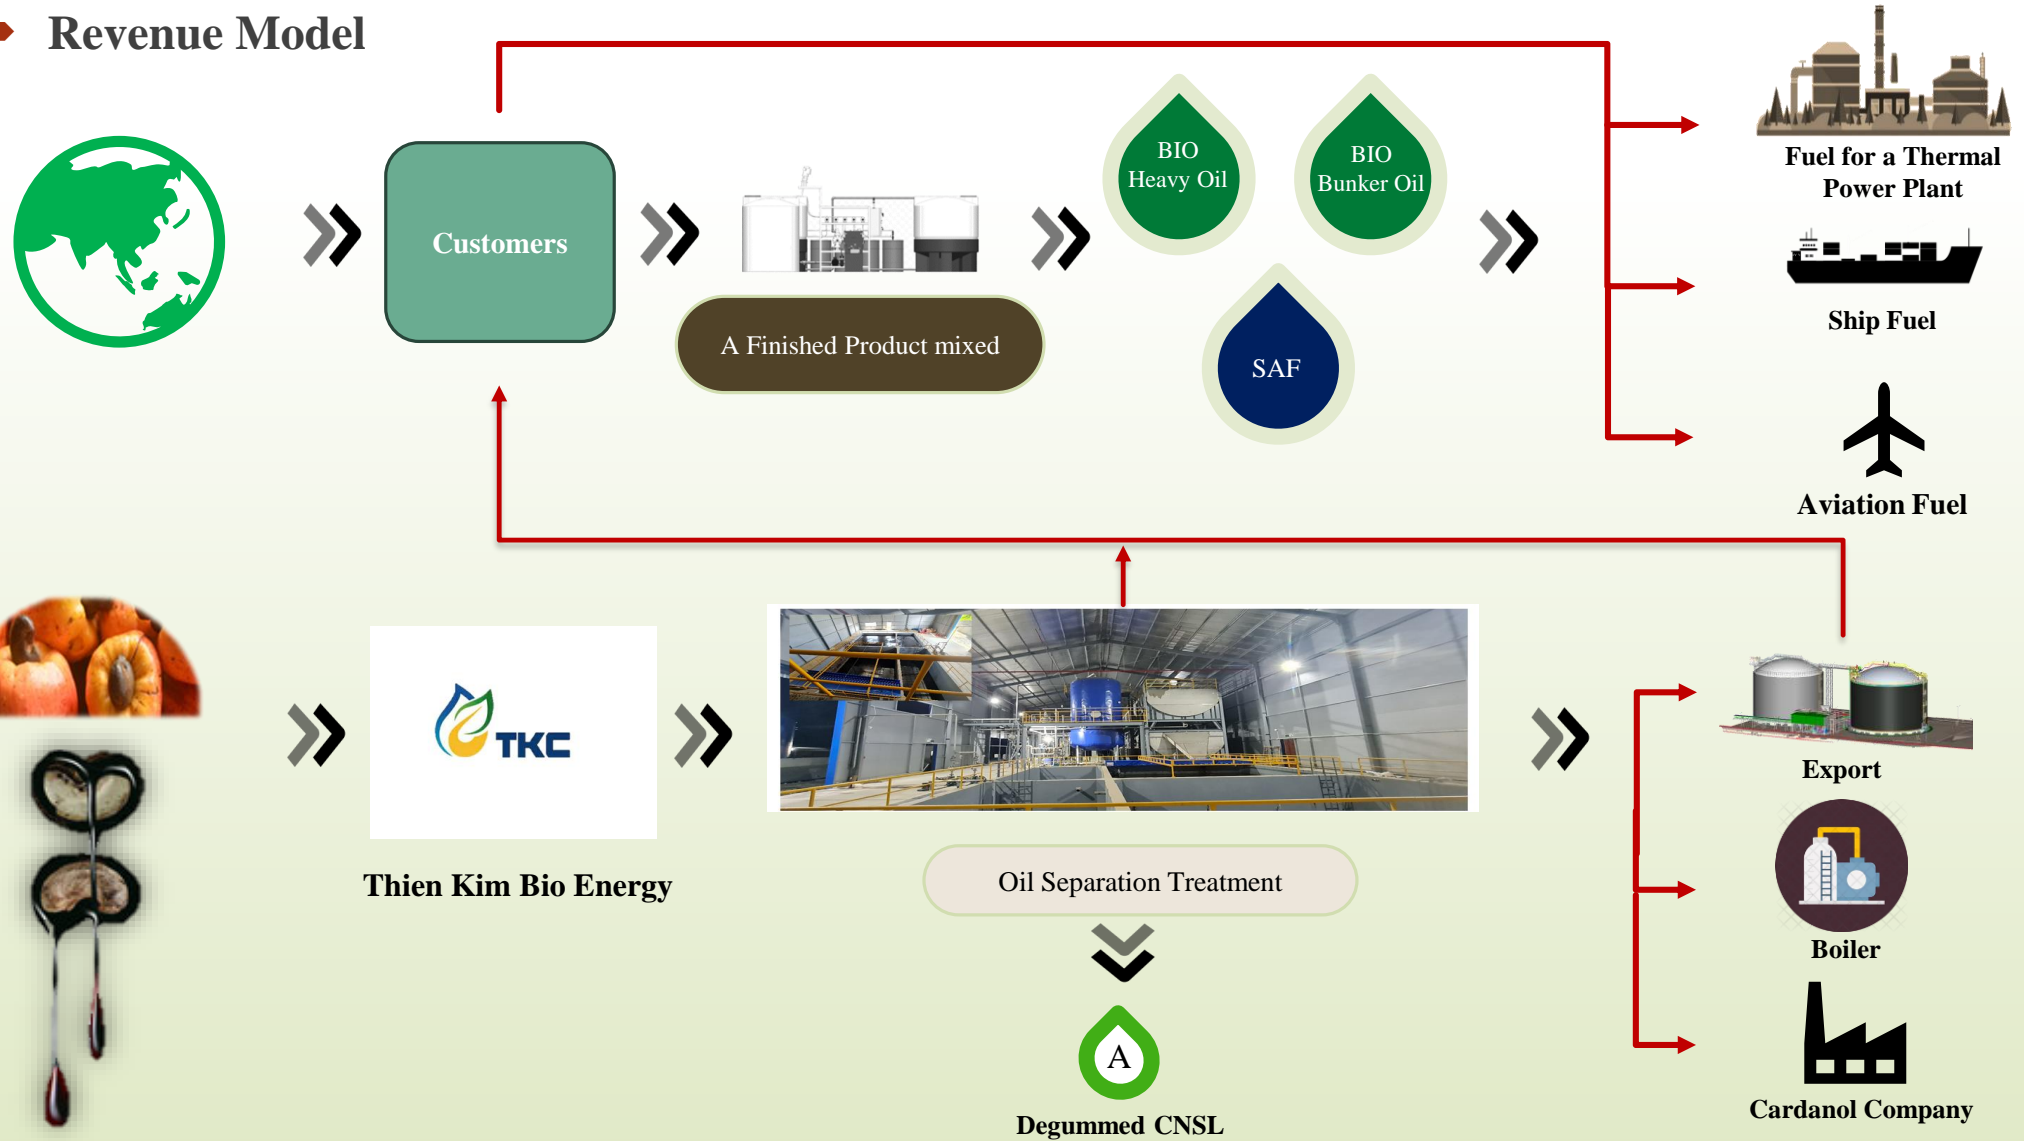 Revenue Model
Customers
A Finished Product mixed
BIO
Heavy Oil
BIO
Bunker Oil
SAF
Fuel for a Thermal
Power Plant
Ship Fuel
Aviation Fuel
TKC
Thien Kim Bio Energy
Oil Separation Treatment
A
Degummed CNSL
Export
Boiler
Cardanol Company